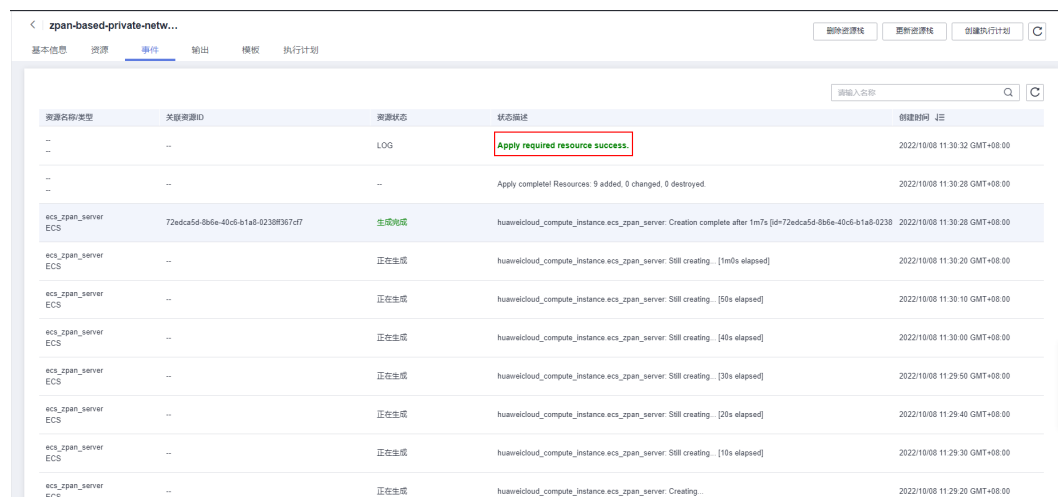 zpan-based-private-netw...
删除资源栈 更新资源栈 创建执行计划
基本信息 资源 事件 输出 模板 执行计划
请输入名称
资源名称/类型 关联资源ID 资源状态 状态描述 创建时间
--
--
-- LOG Apply required resource success. 2022/10/08 11:30:32 GMT+08:00
--
--
-- -- Apply complete! Resources: 9 added, 0 changed, 0 destroyed. 2022/10/08 11:30:28 GMT+08:00
ecs_zpan_server
ECS
72edca5d-8b6e-40c6-b1a8-0238ff367cf7 生成完成 huaweicloud_compute_instance.ecs_zpan_server: Creation complete after 1m7s [id=72edca5d-8b6e-40c6-b1a8-0238 2022/10/08 11:30:28 GMT+08:00
ecs_zpan_server
ECS
-- 正在生成 huaweicloud_compute_instance.ecs_zpan_server: Still creating... [1m0s elapsed] 2022/10/08 11:30:20 GMT+08:00
ecs_zpan_server
ECS
-- 正在生成 huaweicloud_compute_instance.ecs_zpan_server: Still creating... [50s elapsed] 2022/10/08 11:30:10 GMT+08:00
ecs_zpan_server
ECS
-- 正在生成 huaweicloud_compute_instance.ecs_zpan_server: Still creating... [40s elapsed] 2022/10/08 11:30:00 GMT+08:00
ecs_zpan_server
ECS
-- 正在生成 huaweicloud_compute_instance.ecs_zpan_server: Still creating... [30s elapsed] 2022/10/08 11:29:50 GMT+08:00
ecs_zpan_server
ECS
-- 正在生成 huaweicloud_compute_instance.ecs_zpan_server: Still creating... [20s elapsed] 2022/10/08 11:29:40 GMT+08:00
ecs_zpan_server
ECS
-- 正在生成 huaweicloud_compute_instance.ecs_zpan_server: Still creating... [10s elapsed] 2022/10/08 11:29:30 GMT+08:00
ecs_zpan_server
ECS
-- 正在生成 huaweicloud_compute_instance.ecs_zpan_server: Creating... 2022/10/08 11:29:20 GMT+08:00